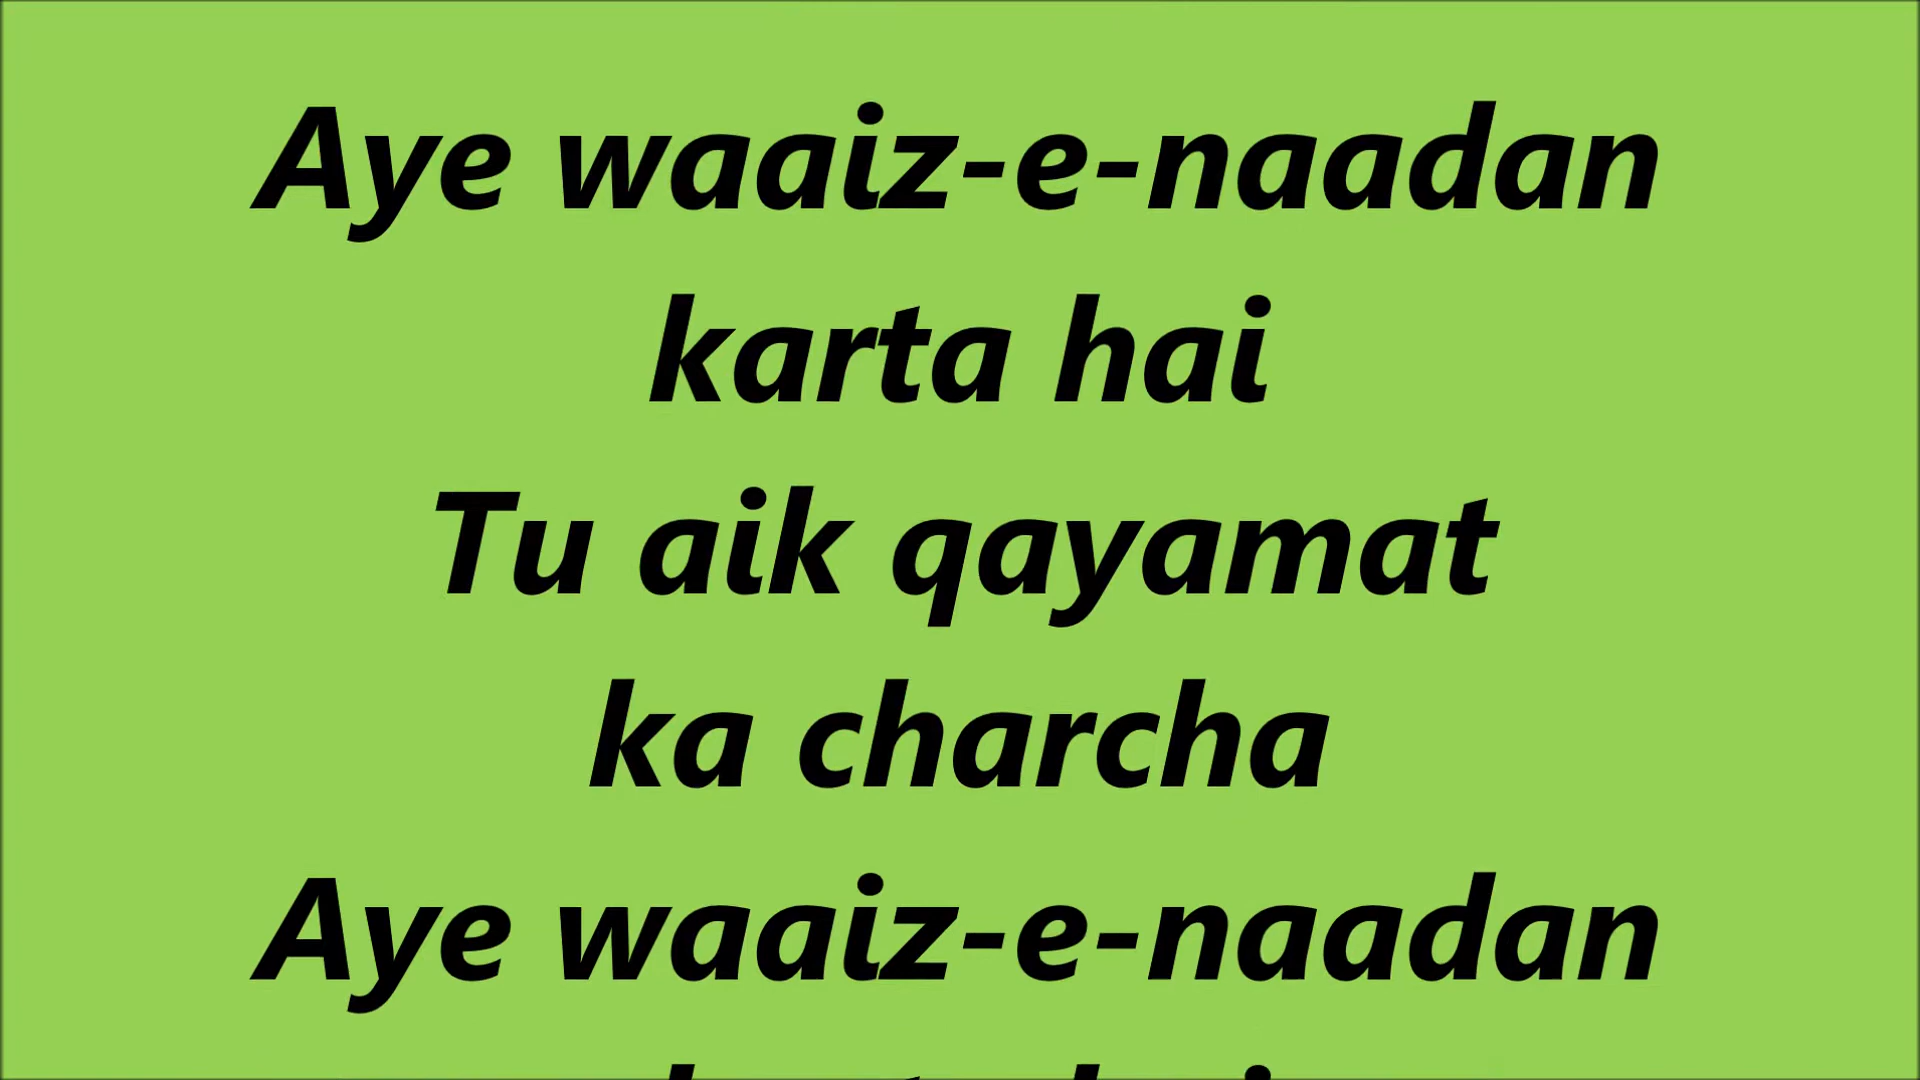 Aye waaiz-e-naadan
karta hai
Tu aik qayamat
ka charcha
Aye waaiz-e-naadan